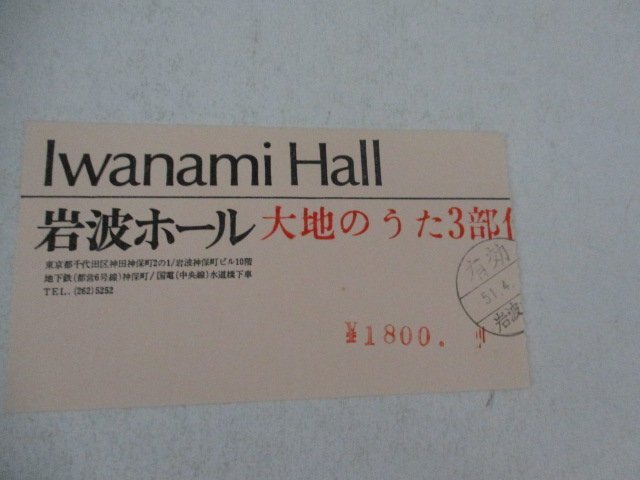 Iwanami Hall
岩波ホール 大地のうた3部
東京都千代田区神田神保町2の1/岩波神保町ビル10階
地下鉄(都営6号線)神保町/国電(中央線)水道橋下車
TEL. (262)5252
有効
51.4.
岩波
¥1800.